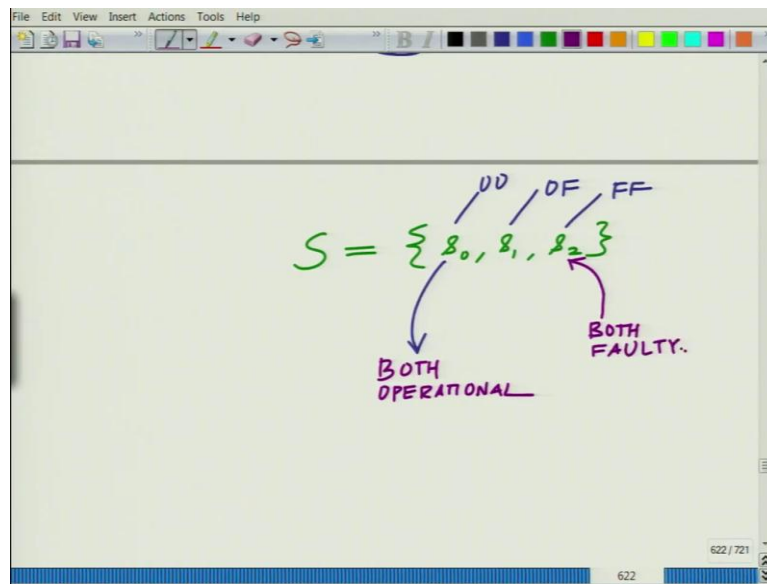 File Edit View Insert Actions Tools Help
B I
OO OF FF
S = { s₀, s₁, s₂ }
BOTH
FAULTY.
BOTH
OPERATIONAL
622 / 721
622